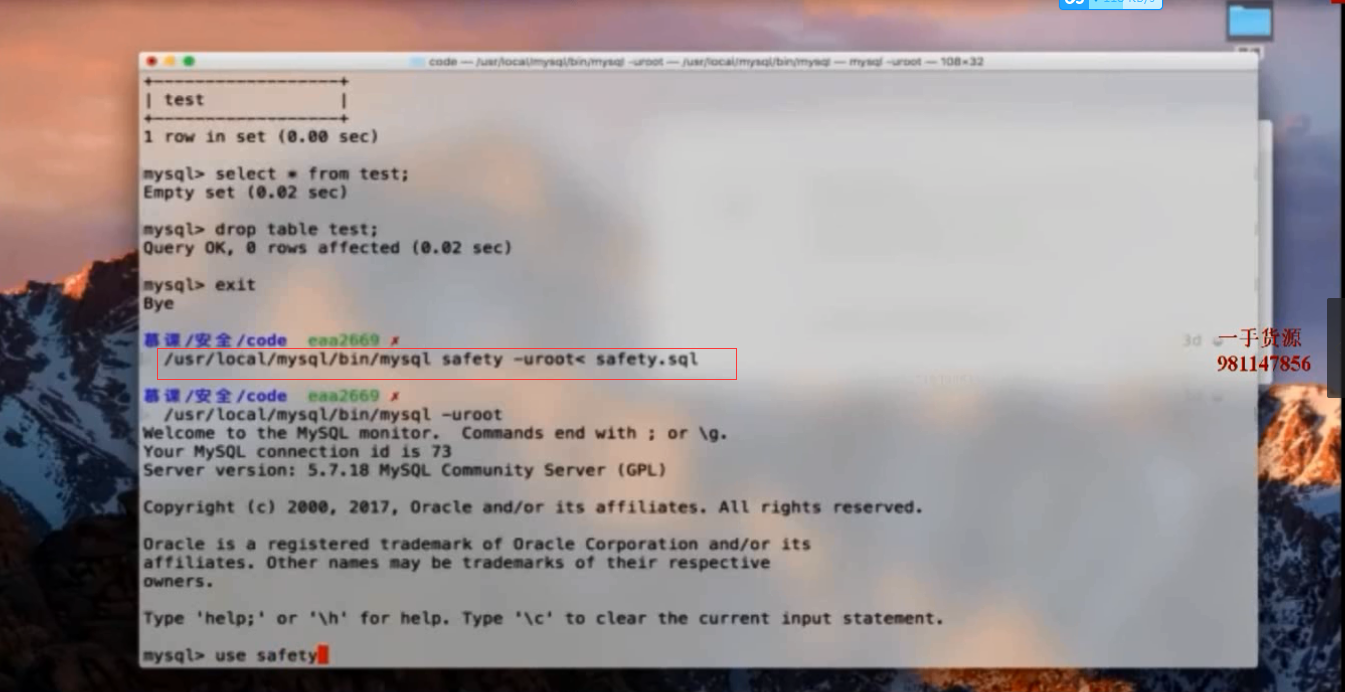 code — /usr/local/mysql/bin/mysql -uroot — /usr/local/mysql/bin/mysql — mysql -uroot — 108×32
+------------------+
| test             |
+------------------+
1 row in set (0.00 sec)
mysql> select * from test;
Empty set (0.02 sec)
mysql> drop table test;
Query OK, 0 rows affected (0.02 sec)
mysql> exit
Bye
慕课/安全/code eaa2669 ✗
3d
/usr/local/mysql/bin/mysql safety -uroot< safety.sql
一手货源
981147856
慕课/安全/code eaa2669 ✗
/usr/local/mysql/bin/mysql -uroot
Welcome to the MySQL monitor.  Commands end with ; or \g.
Your MySQL connection id is 73
Server version: 5.7.18 MySQL Community Server (GPL)
Copyright (c) 2000, 2017, Oracle and/or its affiliates. All rights reserved.
Oracle is a registered trademark of Oracle Corporation and/or its
affiliates. Other names may be trademarks of their respective
owners.
Type 'help;' or '\h' for help. Type '\c' to clear the current input statement.
mysql> use safety